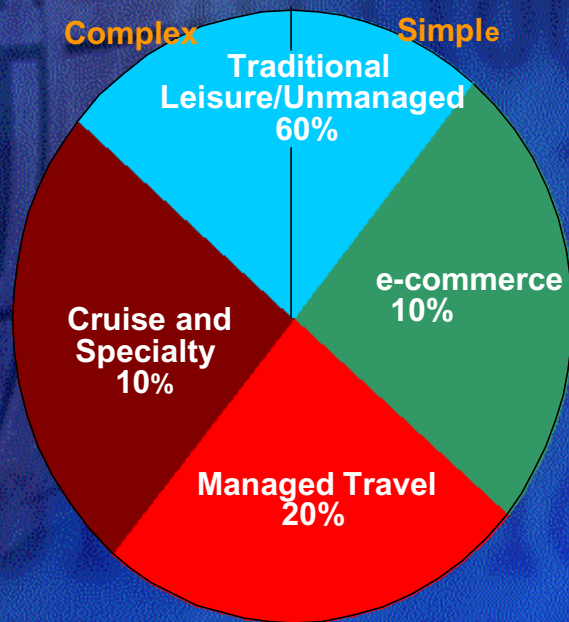 Complex
Simple
Traditional
Leisure/Unmanaged
60%
e-commerce
10%
Cruise and
Specialty
10%
Managed Travel
20%